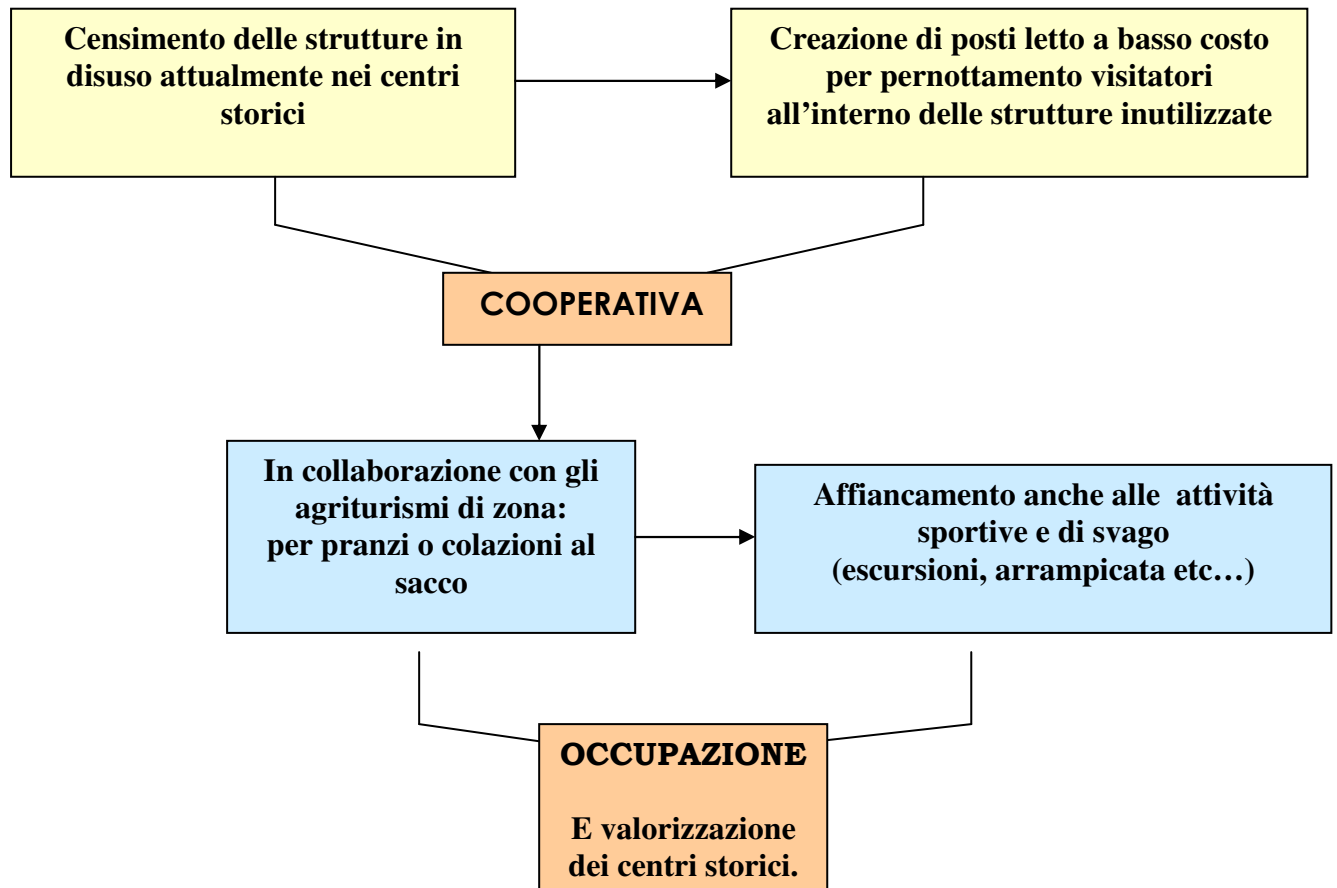 Censimento delle strutture in
disuso attualmente nei centri
storici
Creazione di posti letto a basso costo
per pernottamento visitatori
all’interno delle strutture inutilizzate
COOPERATIVA
In collaborazione con gli
agriturismi di zona:
per pranzi o colazioni al
sacco
Affiancamento anche alle  attività
sportive e di svago
(escursioni, arrampicata etc…)
OCCUPAZIONE
E valorizzazione
dei centri storici.